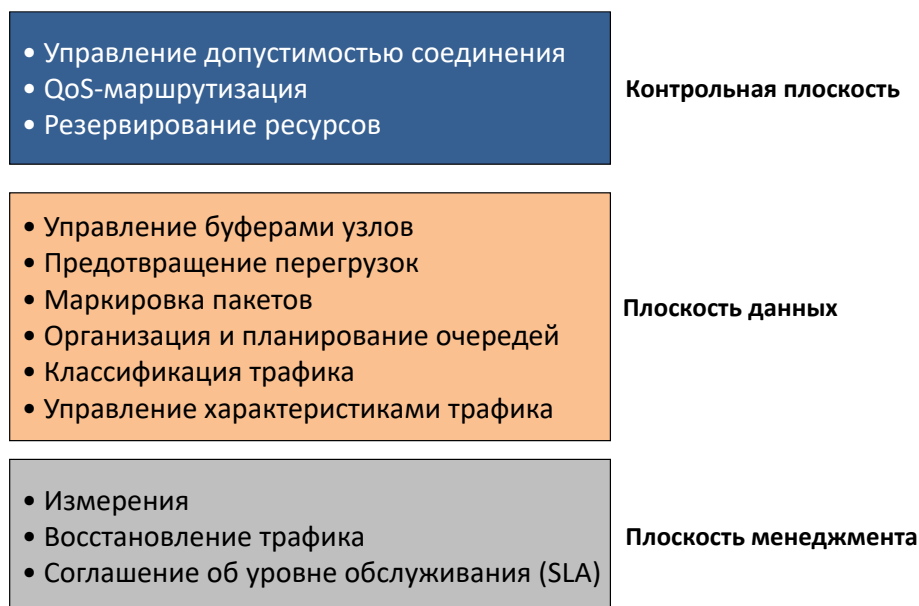 • Управление допустимостью соединения
• QoS-маршрутизация
• Резервирование ресурсов
Контрольная плоскость
• Управление буферами узлов
• Предотвращение перегрузок
• Маркировка пакетов
• Организация и планирование очередей
• Классификация трафика
• Управление характеристиками трафика
Плоскость данных
• Измерения
• Восстановление трафика
• Соглашение об уровне обслуживания (SLA)
Плоскость менеджмента